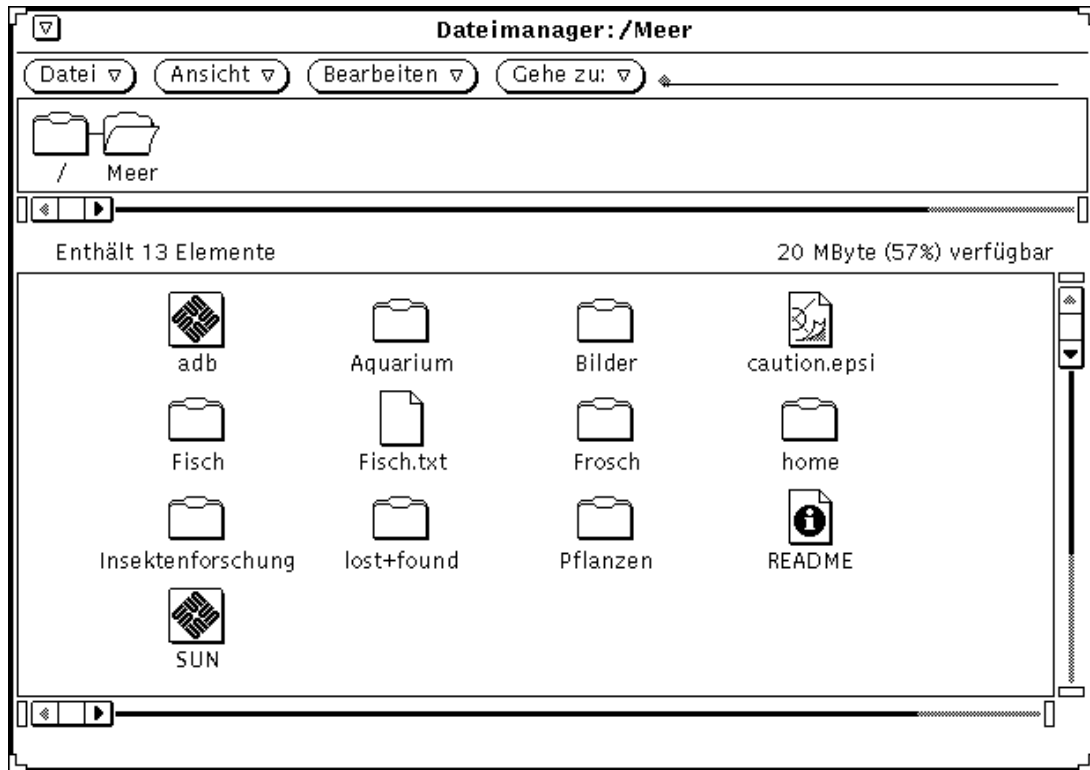 Dateimanager:/Meer
Datei Ansicht Bearbeiten Gehe zu:
/ Meer
Enthält 13 Elemente 20 MByte (57%) verfügbar
adb Aquarium Bilder caution.epsi
Fisch Fisch.txt Frosch home
Insektenforschung lost+found Pflanzen README
SUN